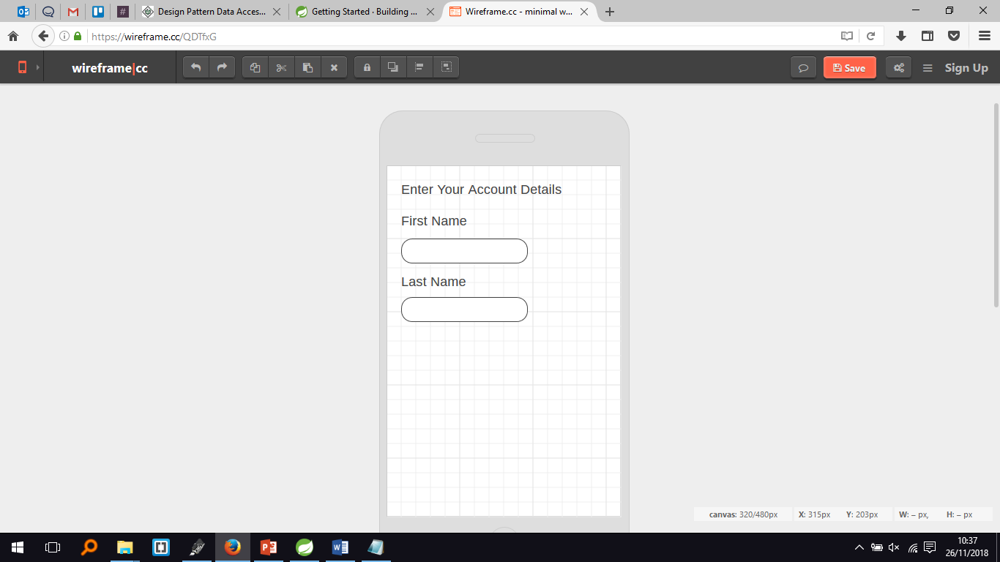 Design Pattern Data Acces...
Getting Started · Building ...
Wireframe.cc - minimal w...
https://wireframe.cc/QDTfxG
wireframe|cc
Save
Sign Up
Enter Your Account Details
First Name
Last Name
canvas: 320/480px X: 315px Y: 203px W: – px, H: – px
10:37
26/11/2018